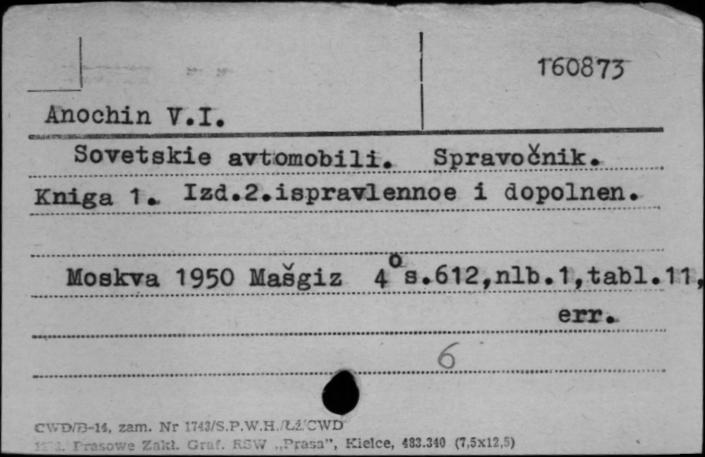 160873
Anochin V.I.
Sovetskie avtomobili. Spravočnik.
Kniga 1. Izd.2.ispravlennoe i dopolnen.
Moskva 1950 Mašgiz 4° s.612,nlb.1,tabl.11,
err.
6
CWD/B-14, zam. Nr 1743/S.P.W.H./ŁŻ/CWD
Prasowe Zakł. Graf. RSW „Prasa", Kielce, 483.340 (7,5x12,5)